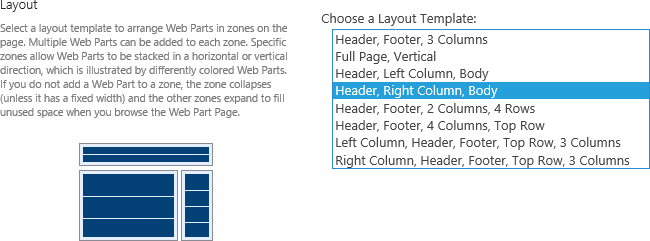 Layout
Select a layout template to arrange Web Parts in zones on the
page. Multiple Web Parts can be added to each zone. Specific
zones allow Web Parts to be stacked in a horizontal or vertical
direction, which is illustrated by differently colored Web Parts.
If you do not add a Web Part to a zone, the zone collapses
(unless it has a fixed width) and the other zones expand to fill
unused space when you browse the Web Part Page.
Choose a Layout Template:
Header, Footer, 3 Columns
Full Page, Vertical
Header, Left Column, Body
Header, Right Column, Body
Header, Footer, 2 Columns, 4 Rows
Header, Footer, 4 Columns, Top Row
Left Column, Header, Footer, Top Row, 3 Columns
Right Column, Header, Footer, Top Row, 3 Columns